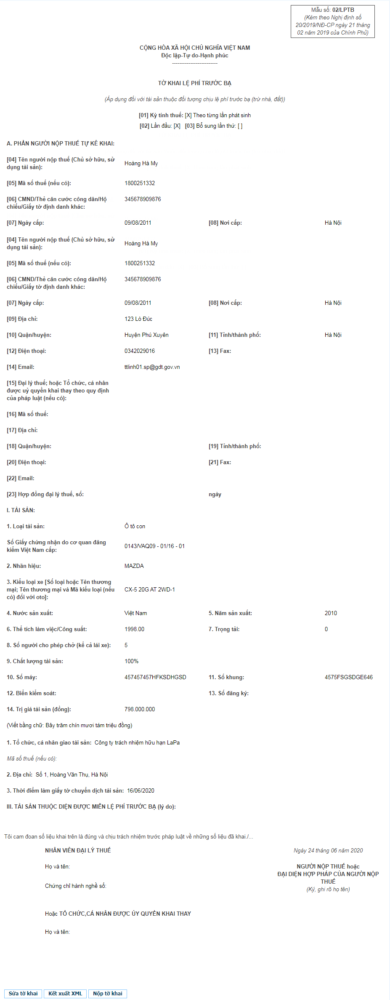 Mẫu số: 02/LPTB
(Kèm theo Nghị định số
20/2019/NĐ-CP ngày 21 tháng
02 năm 2019 của Chính Phủ)
CỘNG HÒA XÃ HỘI CHỦ NGHĨA VIỆT NAM
Độc lập-Tự do-Hạnh phúc
-------------------------
TỜ KHAI LỆ PHÍ TRƯỚC BẠ
(Áp dụng đối với tài sản thuộc đối tượng chịu lệ phí trước bạ (trừ nhà, đất))
[01] Kỳ tính thuế: [X] Theo từng lần phát sinh
[02] Lần đầu: [X] [03] Bổ sung lần thứ: [ ]
A. PHẦN NGƯỜI NỘP THUẾ TỰ KÊ KHAI:
[04] Tên người nộp thuế (Chủ sở hữu, sử
dụng tài sản): Hoàng Hà My
[05] Mã số thuế (nếu có): 1800251332
[06] CMND/Thẻ căn cước công dân/Hộ 345678909876
chiếu/Giấy tờ định danh khác:
[07] Ngày cấp: 09/08/2011 [08] Nơi cấp: Hà Nội
[04] Tên người nộp thuế (Chủ sở hữu, sử
dụng tài sản): Hoàng Hà My
[05] Mã số thuế (nếu có): 1800251332
[06] CMND/Thẻ căn cước công dân/Hộ 345678909876
chiếu/Giấy tờ định danh khác:
[07] Ngày cấp: 09/08/2011 [08] Nơi cấp: Hà Nội
[09] Địa chỉ: 123 Lò Đúc
[10] Quận/huyện: Huyện Phú Xuyên [11] Tỉnh/thành phố: Hà Nội
[12] Điện thoại: 0342029016 [13] Fax:
[14] Email: ttlinh01.sp@gdt.gov.vn
[15] Đại lý thuế; hoặc Tổ chức, cá nhân
được uỷ quyền khai thay theo quy định
của pháp luật (nếu có):
[16] Mã số thuế:
[17] Địa chỉ:
[18] Quận/huyện: [19] Tỉnh/thành phố:
[20] Điện thoại: [21] Fax:
[22] Email:
[23] Hợp đồng đại lý thuế, số: ngày
I. TÀI SẢN:
1. Loại tài sản: Ô tô con
Số Giấy chứng nhận do cơ quan đăng
kiểm Việt Nam cấp: 0143/VAQ09 - 01/16 - 01
2. Nhãn hiệu: MAZDA
3. Kiểu loại xe [Số loại hoặc Tên thương
mại; Tên thương mại và Mã kiểu loại (nếu CX-5 20G AT 2WD-1
có) đối với oto]:
4. Nước sản xuất: Việt Nam 5. Năm sản xuất: 2010
6. Thể tích làm việc/Công suất: 1998.00 7. Trọng tải: 0
8. Số người cho phép chở (kể cả lái xe): 5
9. Chất lượng tài sản: 100%
10. Số máy: 457457457HFKSDHGSD 11. Số khung: 4575FSGSDGE646
12. Biển kiểm soát: 13. Số đăng ký:
14. Trị giá tài sản (đồng): 798.000.000
(Viết bằng chữ: Bảy trăm chín mươi tám triệu đồng)
1. Tổ chức, cá nhân giao tài sản: Công ty trách nhiệm hữu hạn LaPa
Mã số thuế (nếu có):
2. Địa chỉ: Số 1, Hoàng Văn Thụ, Hà Nội
3. Thời điểm làm giấy tờ chuyển dịch tài sản: 16/06/2020
III. TÀI SẢN THUỘC DIỆN ĐƯỢC MIỄN LỆ PHÍ TRƯỚC BẠ (lý do):
Tôi cam đoan số liệu khai trên là đúng và chịu trách nhiệm trước pháp luật về những số liệu đã khai./...
NHÂN VIÊN ĐẠI LÝ THUẾ Ngày 24 tháng 06 năm 2020
Họ và tên: NGƯỜI NỘP THUẾ hoặc
ĐẠI DIỆN HỢP PHÁP CỦA NGƯỜI NỘP
THUẾ
Chứng chỉ hành nghề số: (Ký, ghi rõ họ tên)
Hoặc TỔ CHỨC,CÁ NHÂN ĐƯỢC ỦY QUYỀN KHAI THAY
Họ và tên:
Sửa tờ khai Kết xuất XML Nộp tờ khai